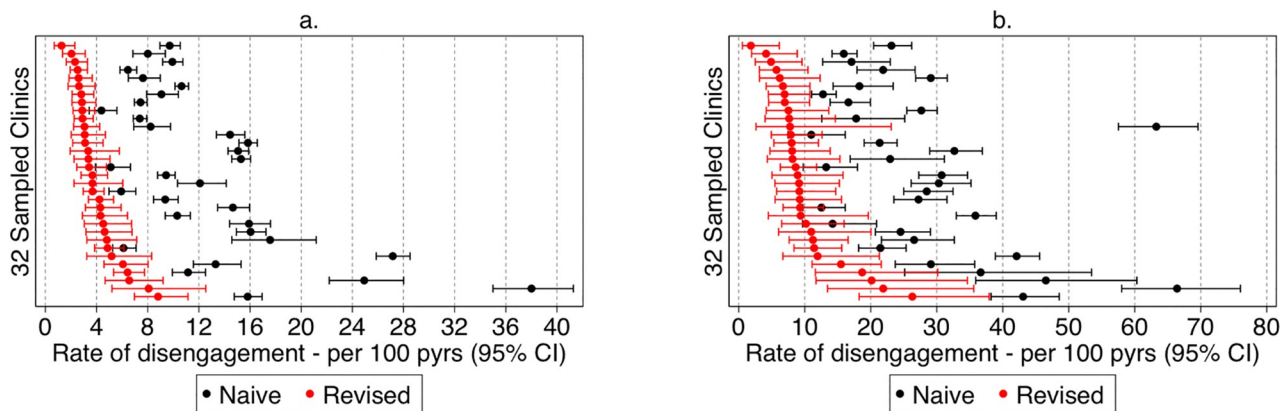 a.
32 Sampled Clinics
0 4 8 12 16 20 24 28 32 36 40
Rate of disengagement - per 100 pyrs (95% CI)
Naive Revised
b.
32 Sampled Clinics
0 10 20 30 40 50 60 70 80
Rate of disengagement - per 100 pyrs (95% CI)
Naive Revised